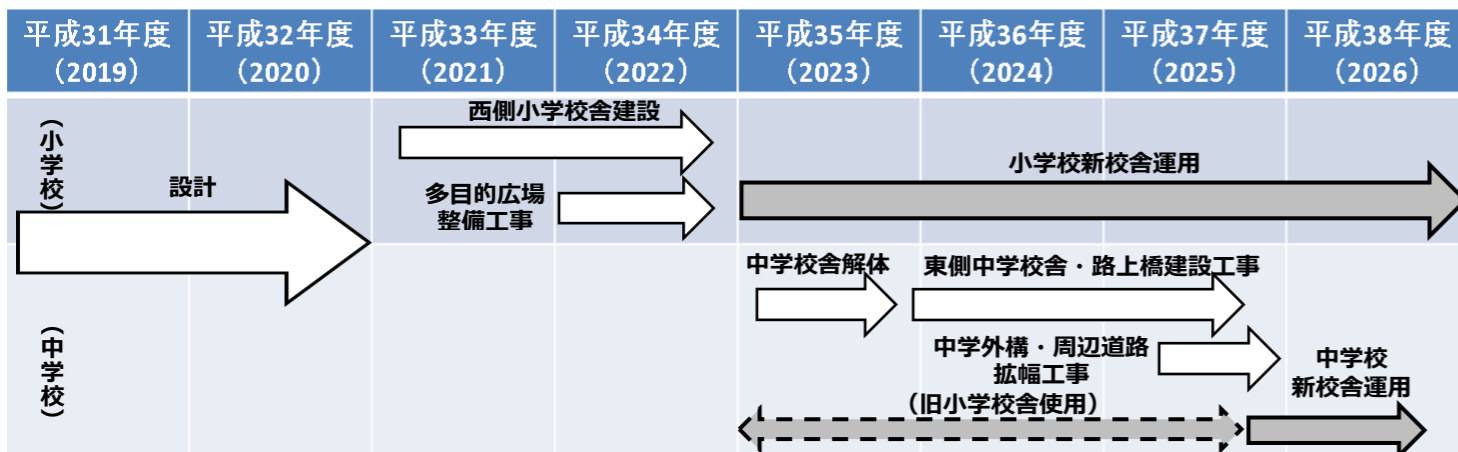 平成31年度
（2019）
平成32年度
（2020）
平成33年度
（2021）
平成34年度
（2022）
平成35年度
（2023）
平成36年度
（2024）
平成37年度
（2025）
平成38年度
（2026）
（小学校）
設計
西側小学校舎建設
多目的広場
整備工事
小学校新校舎運用
（中学校）
中学校舎解体
東側中学校舎・路上橋建設工事
中学外構・周辺道路
拡幅工事
（旧小学校舎使用）
中学校
新校舎運用